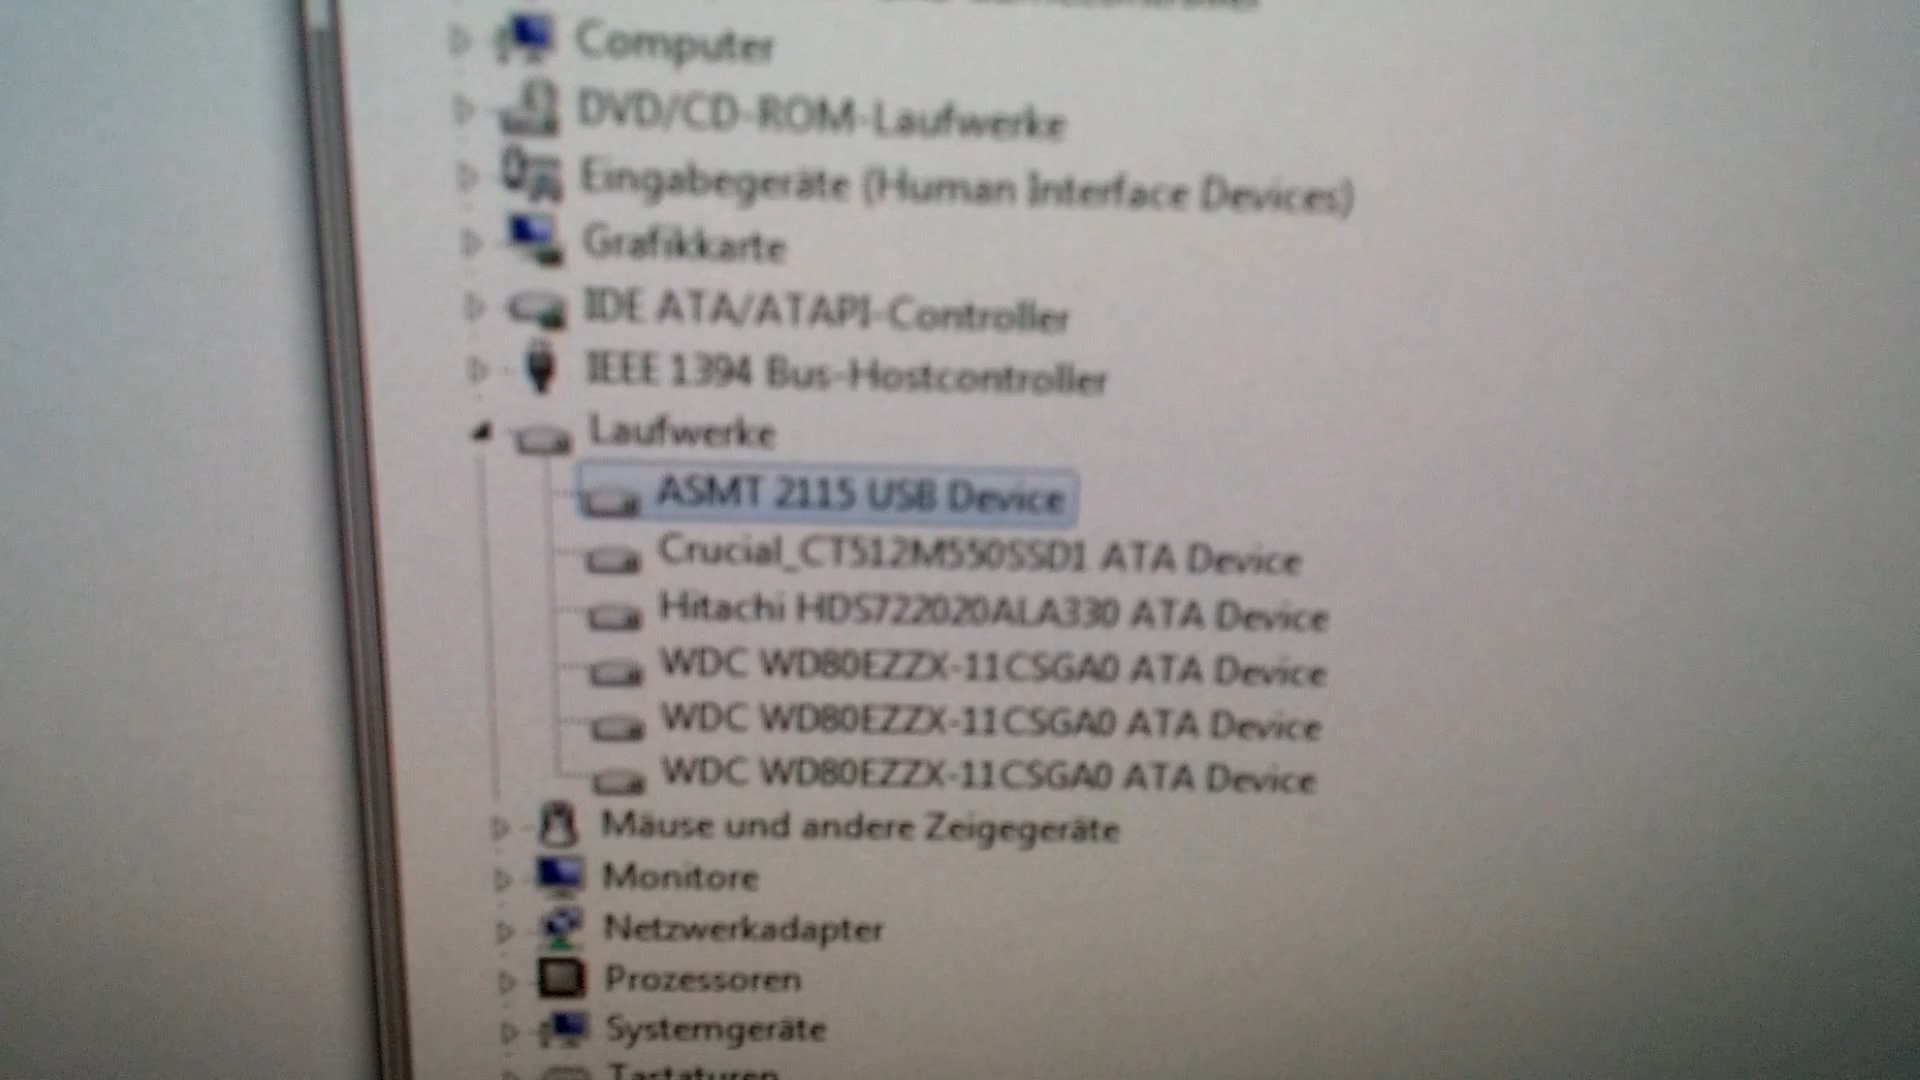 Computer
DVD/CD-ROM-Laufwerke
Eingabegeräte (Human Interface Devices)
Grafikkarte
IDE ATA/ATAPI-Controller
IEEE 1394 Bus-Hostcontroller
Laufwerke
ASMT 2115 USB Device
Crucial_CT512M550SSD1 ATA Device
Hitachi HDS722020ALA330 ATA Device
WDC WD80EZZX-11CSGA0 ATA Device
WDC WD80EZZX-11CSGA0 ATA Device
WDC WD80EZZX-11CSGA0 ATA Device
Mäuse und andere Zeigegeräte
Monitore
Netzwerkadapter
Prozessoren
Systemgeräte
Tastaturen